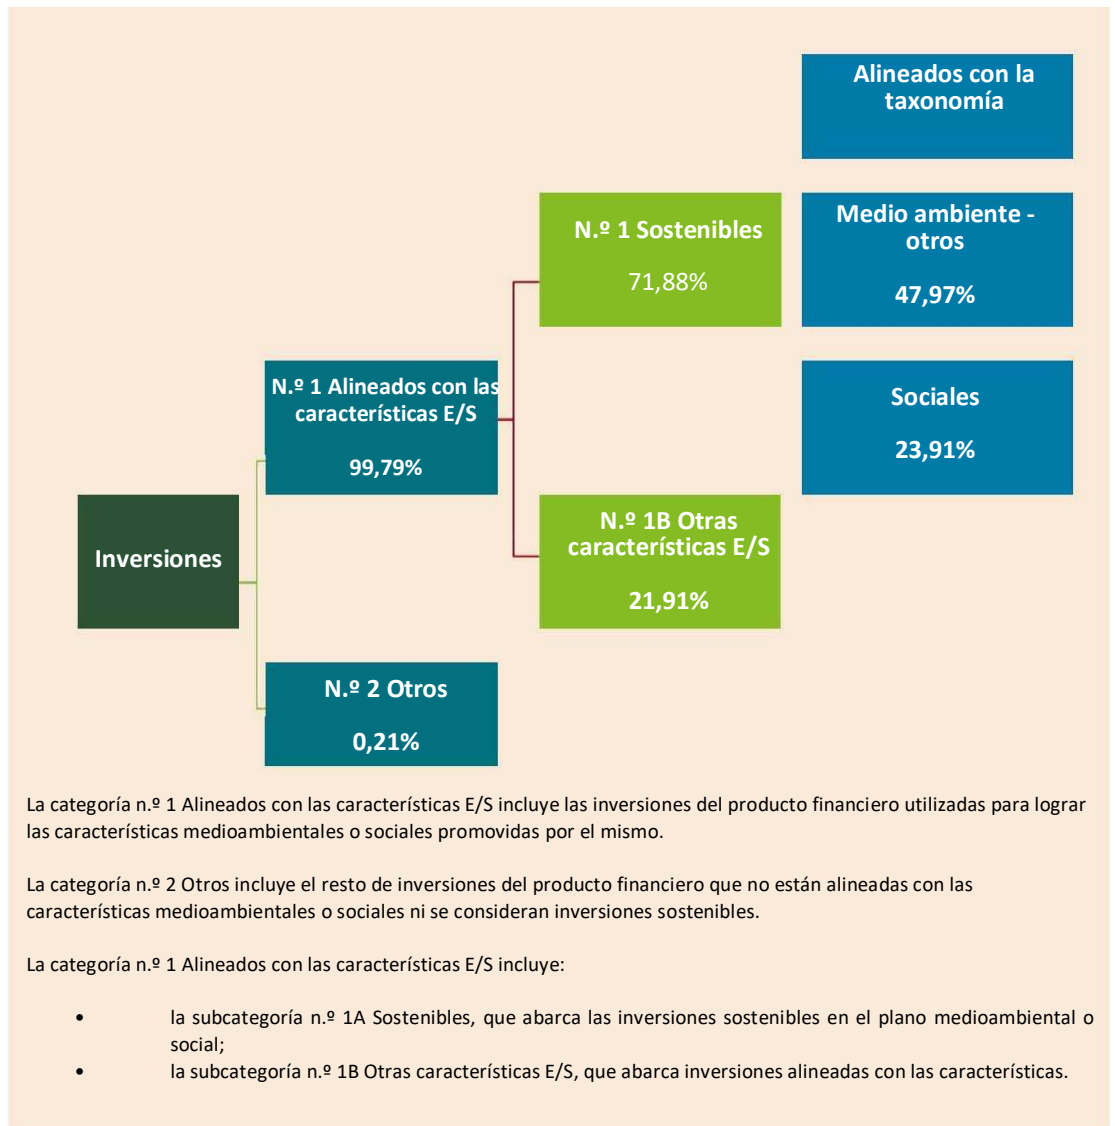 Alineados con la
taxonomía
N.º 1 Sostenibles
71,88%
Medio ambiente -
otros
47,97%
N.º 1 Alineados con las
características E/S
99,79%
Sociales
23,91%
Inversiones
N.º 1B Otras
características E/S
21,91%
N.º 2 Otros
0,21%
La categoría n.º 1 Alineados con las características E/S incluye las inversiones del producto financiero utilizadas para lograr
las características medioambientales o sociales promovidas por el mismo.
La categoría n.º 2 Otros incluye el resto de inversiones del producto financiero que no están alineadas con las
características medioambientales o sociales ni se consideran inversiones sostenibles.
La categoría n.º 1 Alineados con las características E/S incluye:
• la subcategoría n.º 1A Sostenibles, que abarca las inversiones sostenibles en el plano medioambiental o
social;
• la subcategoría n.º 1B Otras características E/S, que abarca inversiones alineadas con las características.